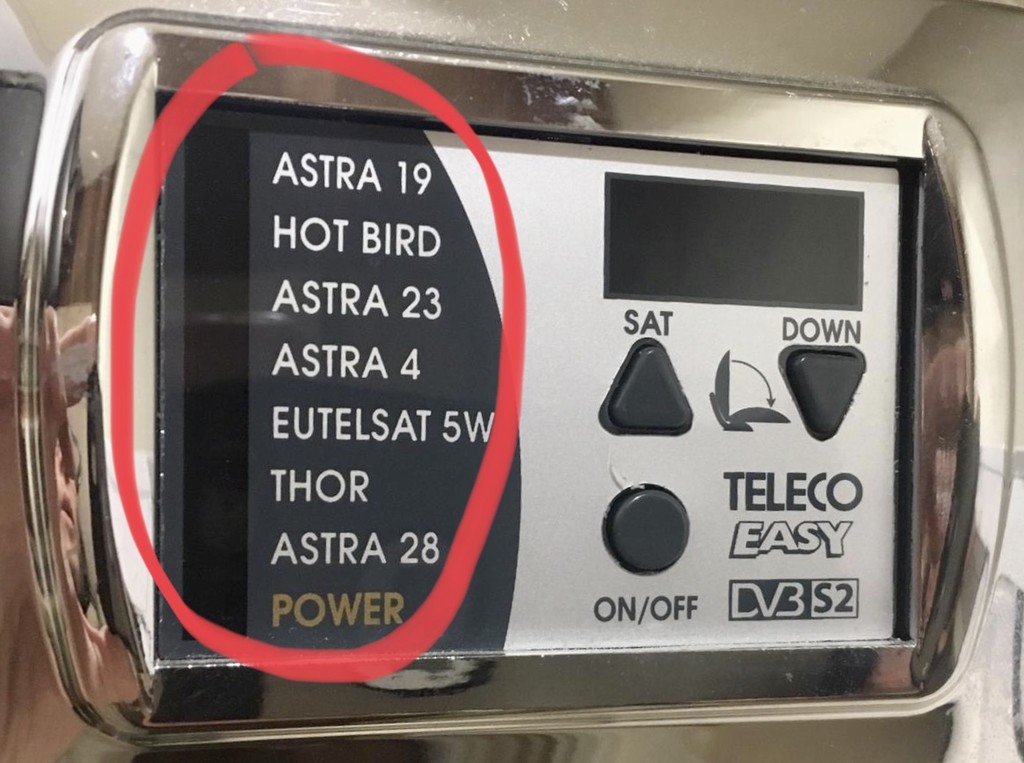 ASTRA 19
HOT BIRD
ASTRA 23
ASTRA 4
EUTELSAT 5W
THOR
ASTRA 28
POWER
SAT
DOWN
ON/OFF
TELECO
EASY
DVB S2